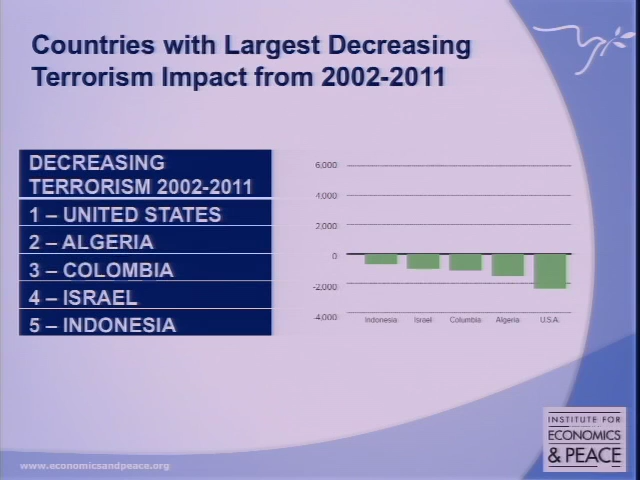 Countries with Largest Decreasing
Terrorism Impact from 2002-2011
DECREASING
TERRORISM 2002-2011
1 – UNITED STATES
2 – ALGERIA
3 – COLOMBIA
4 – ISRAEL
5 – INDONESIA
6,000
4,000
2,000
0
-2,000
-4,000
Indonesia Israel Columbia Algeria U.S.A.
INSTITUTE FOR
ECONOMICS
& PEACE
www.economicsandpeace.org